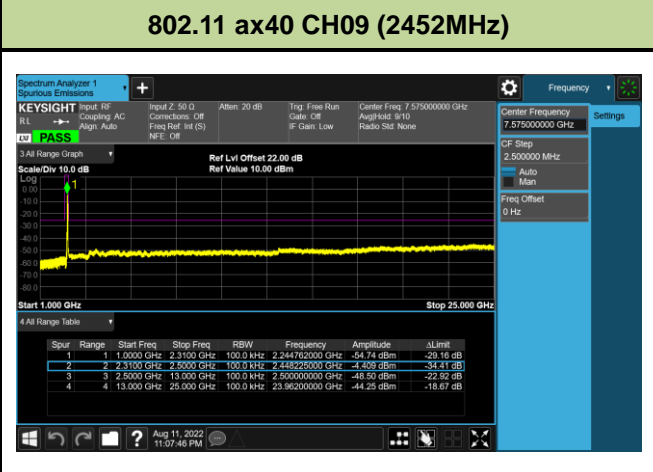 802.11 ax40 CH09 (2452MHz)
Spectrum Analyzer 1
Spurious Emissions
Frequency
KEYSIGHT Input: RF Input Z: 50 Ω Atten: 20 dB Trig: Free Run Center Freq: 7.575000000 GHz
RL Coupling: AC Corrections: Off Gate: Off Avg|Hold: 9/10
Align: Auto Freq Ref: Int (S) IF Gain: Low Radio Std: None
LXI PASS NFE: Off
Center Frequency
7.575000000 GHz
Settings
CF Step
2.500000 MHz
Auto
Man
Freq Offset
0 Hz
3 All Range Graph
Ref Lvl Offset 22.00 dB
Scale/Div 10.0 dB Ref Value 10.00 dBm
Log
1
0.00
-10.0
-20.0
-30.0
-40.0
-50.0
-60.0
-70.0
-80.0
Start 1.000 GHz Stop 25.000 GHz
4 All Range Table
Spur Range Start Freq Stop Freq RBW Frequency Amplitude ΔLimit
1 1 1.0000 GHz 2.3100 GHz 100.0 kHz 2.244762000 GHz -54.74 dBm -29.16 dB
2 2 2.3100 GHz 2.5000 GHz 100.0 kHz 2.448225000 GHz -4.409 dBm -34.41 dB
3 3 2.5000 GHz 13.000 GHz 100.0 kHz 2.500000000 GHz -48.50 dBm -22.92 dB
4 4 13.000 GHz 25.000 GHz 100.0 kHz 23.96200000 GHz -44.25 dBm -18.67 dB
Aug 11, 2022
11:07:46 PM